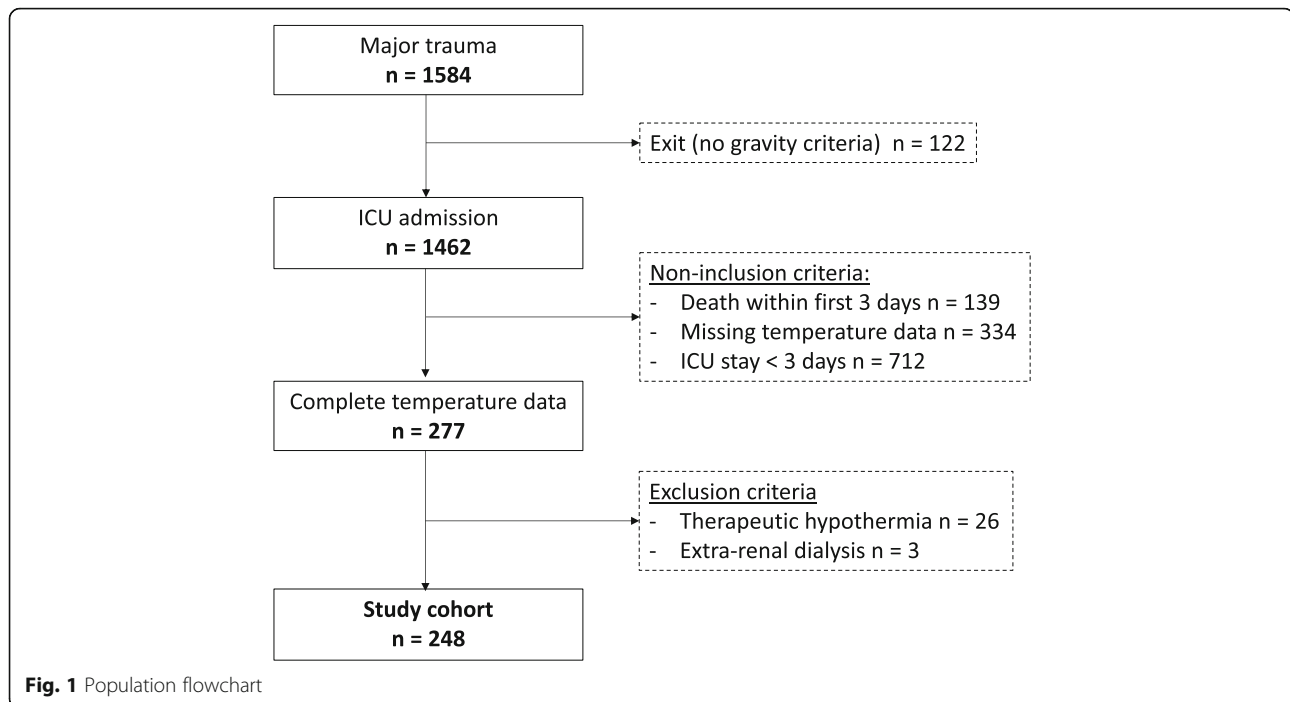 Major trauma
n = 1584
Exit (no gravity criteria) n = 122
ICU admission
n = 1462
Non-inclusion criteria:
- Death within first 3 days n = 139
- Missing temperature data n = 334
- ICU stay < 3 days n = 712
Complete temperature data
n = 277
Exclusion criteria
- Therapeutic hypothermia n = 26
- Extra-renal dialysis n = 3
Study cohort
n = 248
Fig. 1 Population flowchart